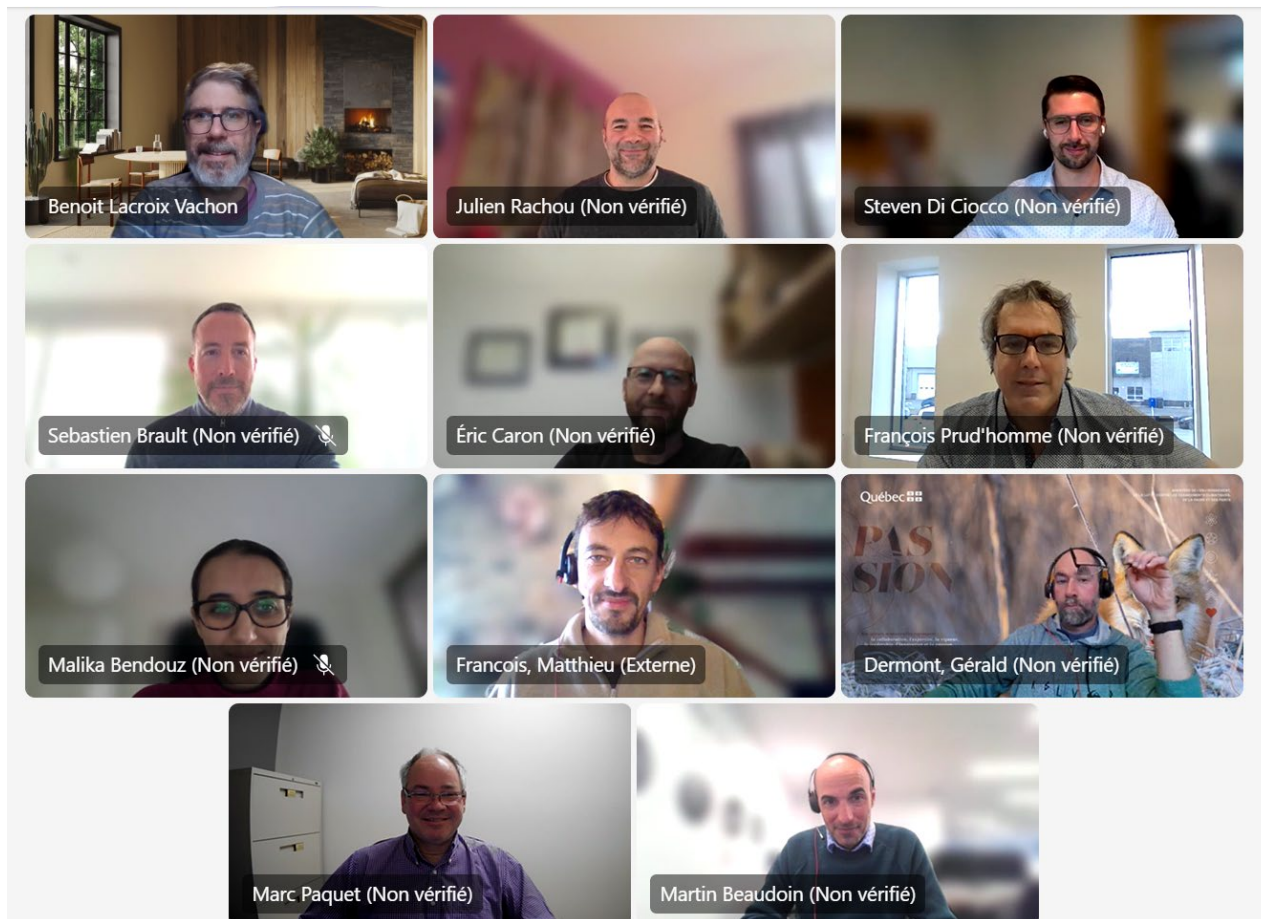 Benoit Lacroix Vachon
Julien Rachou (Non vérifié)
Steven Di Ciocco (Non vérifié)
Sebastien Brault (Non vérifié)
Éric Caron (Non vérifié)
François Prud'homme (Non vérifié)
Québec
PAS
SION
Malika Bendouz (Non vérifié)
Francois, Matthieu (Externe)
Dermont, Gérald (Non vérifié)
Marc Paquet (Non vérifié)
Martin Beaudoin (Non vérifié)